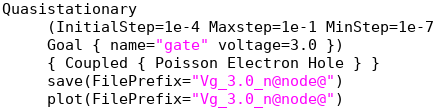 Quasistationary
     (InitialStep=1e-4 Maxstep=1e-1 MinStep=1e-7
     Goal { name="gate" voltage=3.0 })
     { Coupled { Poisson Electron Hole } }
     save(FilePrefix="Vg_3.0_n@node@")
     plot(FilePrefix="Vg_3.0_n@node@")